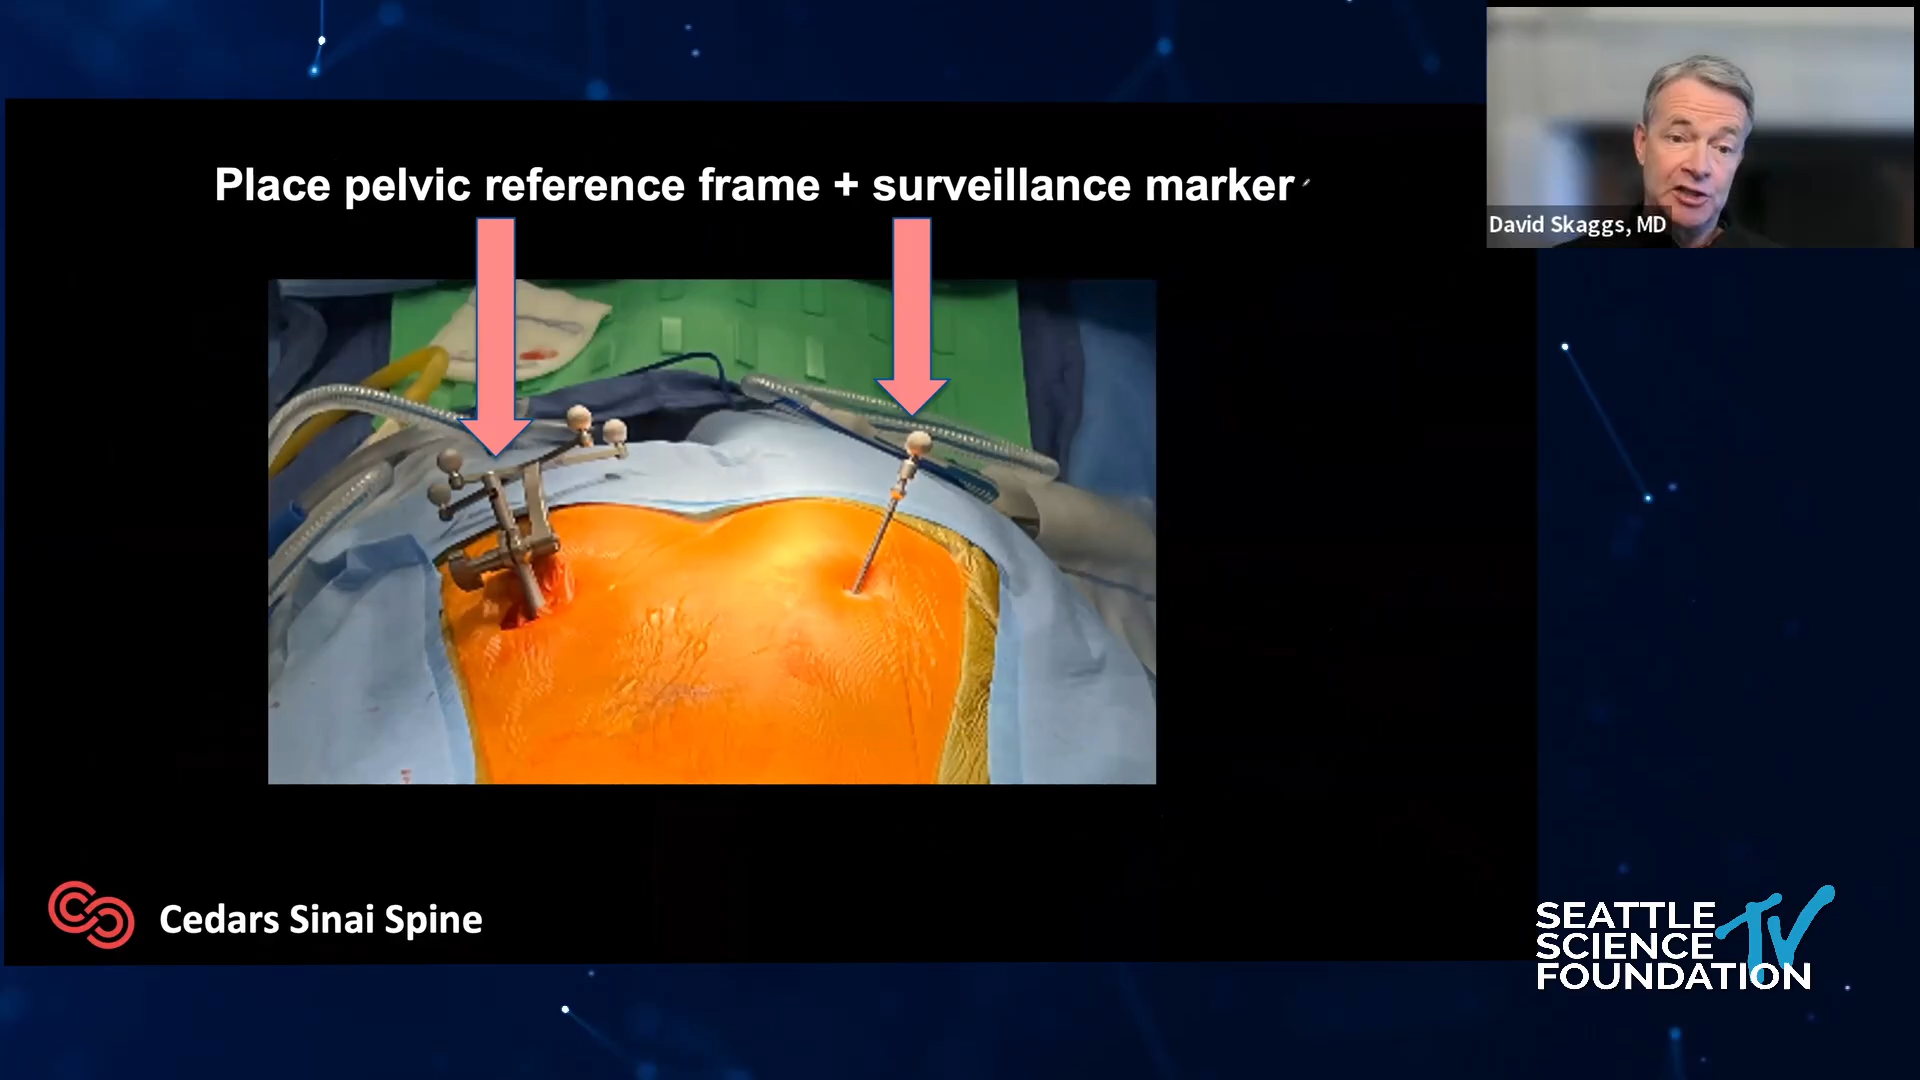 Place pelvic reference frame + surveillance marker
David Skaggs, MD
Cedars Sinai Spine
SEATTLE
SCIENCE
FOUNDATION
TV